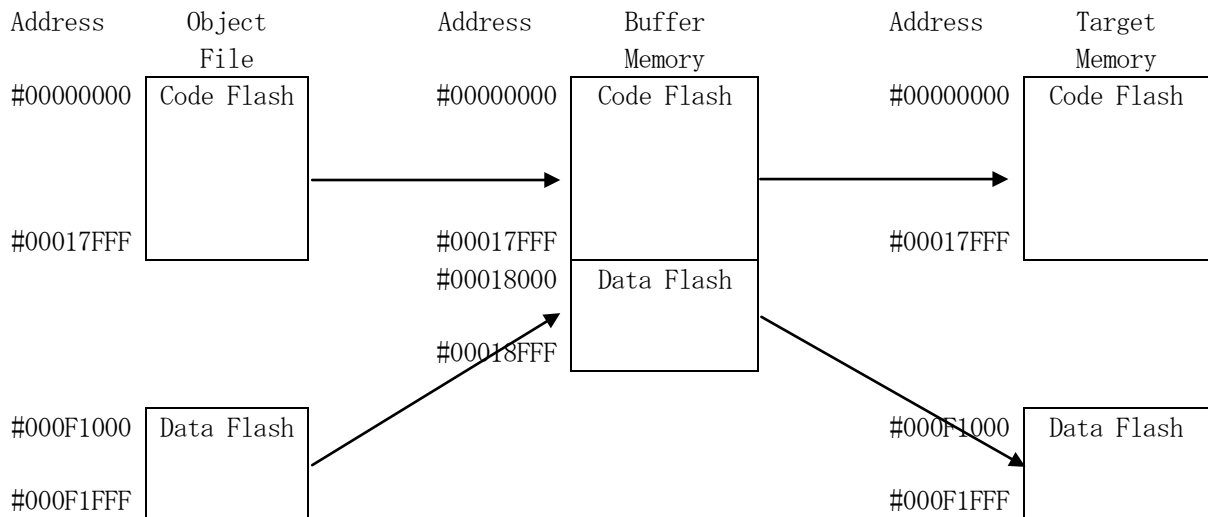 Address Object File Address Buffer Memory Address Target Memory
#00000000 Code Flash #00000000 Code Flash #00000000 Code Flash
#00017FFF #00017FFF #00017FFF
#00018000 Data Flash
#00018FFF
#000F1000 Data Flash #000F1000 Data Flash
#000F1FFF #000F1FFF